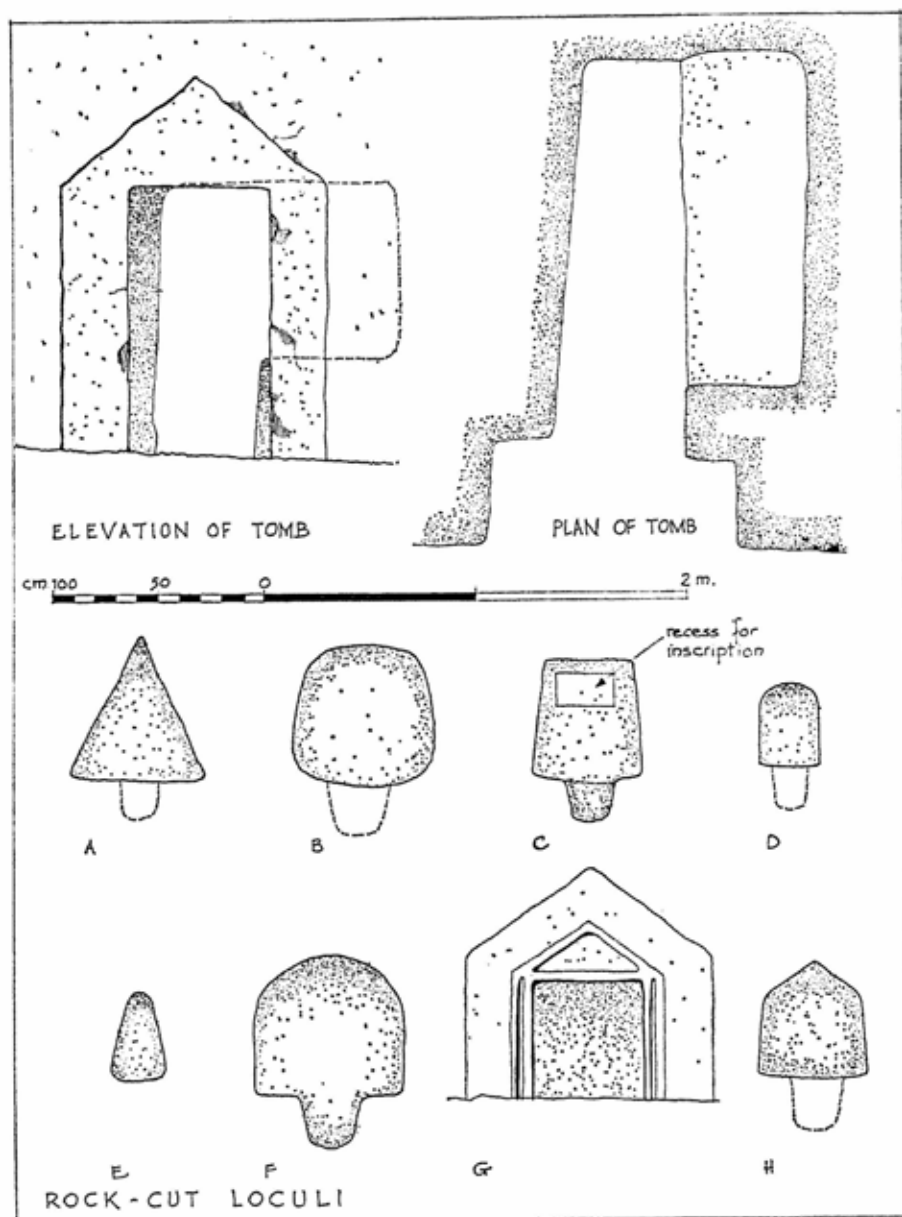 ELEVATION OF TOMB
PLAN OF TOMB
cm 100 50 0 2 m.
recess for
inscription
A B C D
E F G H
ROCK-CUT LOCULI